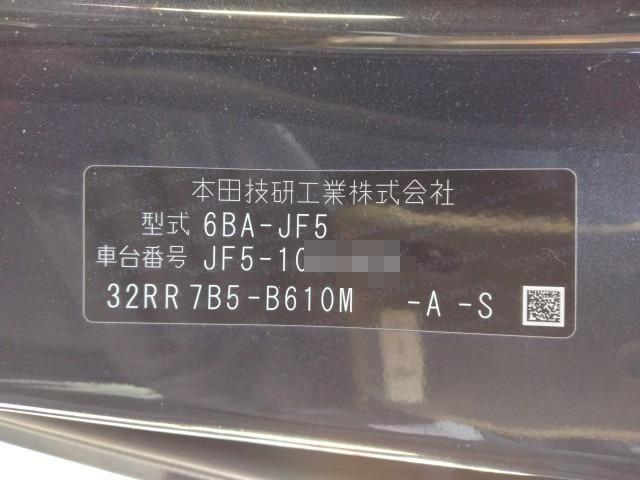 本田技研工業株式会社
型式 6BA-JF5
車台番号 JF5-10
32RR 7B5-B610M -A -S